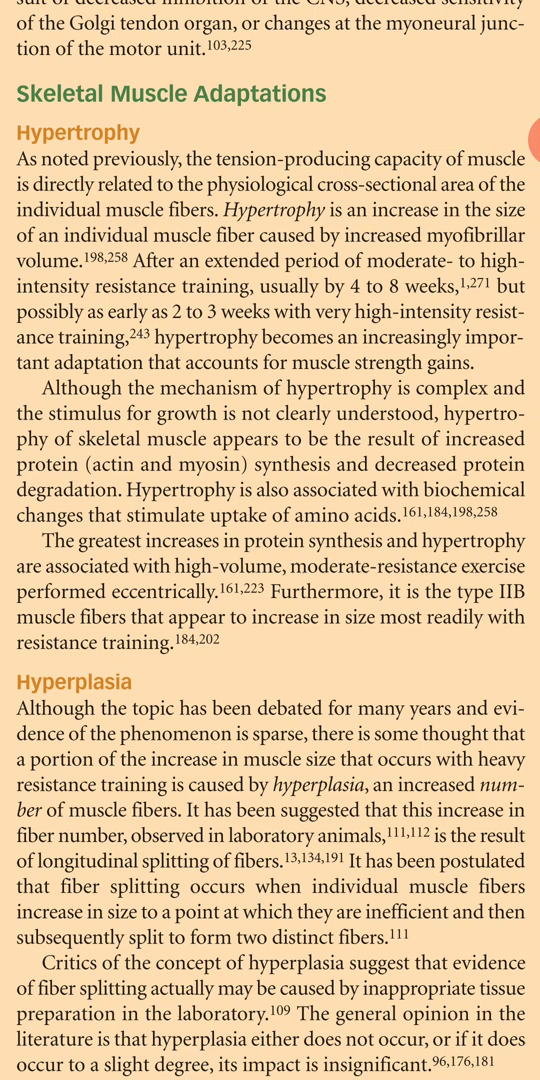 of the Golgi tendon organ, or changes at the myoneural junc-
tion of the motor unit.103,225
Skeletal Muscle Adaptations
Hypertrophy
As noted previously, the tension-producing capacity of muscle
is directly related to the physiological cross-sectional area of the
individual muscle fibers. Hypertrophy is an increase in the size
of an individual muscle fiber caused by increased myofibrillar
volume.198,258 After an extended period of moderate- to high-
intensity resistance training, usually by 4 to 8 weeks,1,271 but
possibly as early as 2 to 3 weeks with very high-intensity resist-
ance training,243 hypertrophy becomes an increasingly impor-
tant adaptation that accounts for muscle strength gains.
Although the mechanism of hypertrophy is complex and
the stimulus for growth is not clearly understood, hypertro-
phy of skeletal muscle appears to be the result of increased
protein (actin and myosin) synthesis and decreased protein
degradation. Hypertrophy is also associated with biochemical
changes that stimulate uptake of amino acids.161,184,198,258
The greatest increases in protein synthesis and hypertrophy
are associated with high-volume, moderate-resistance exercise
performed eccentrically.161,223 Furthermore, it is the type IIB
muscle fibers that appear to increase in size most readily with
resistance training.184,202
Hyperplasia
Although the topic has been debated for many years and evi-
dence of the phenomenon is sparse, there is some thought that
a portion of the increase in muscle size that occurs with heavy
resistance training is caused by hyperplasia, an increased num-
ber of muscle fibers. It has been suggested that this increase in
fiber number, observed in laboratory animals,111,112 is the result
of longitudinal splitting of fibers.13,134,191 It has been postulated
that fiber splitting occurs when individual muscle fibers
increase in size to a point at which they are inefficient and then
subsequently split to form two distinct fibers.111
Critics of the concept of hyperplasia suggest that evidence
of fiber splitting actually may be caused by inappropriate tissue
preparation in the laboratory.109 The general opinion in the
literature is that hyperplasia either does not occur, or if it does
occur to a slight degree, its impact is insignificant.96,176,181